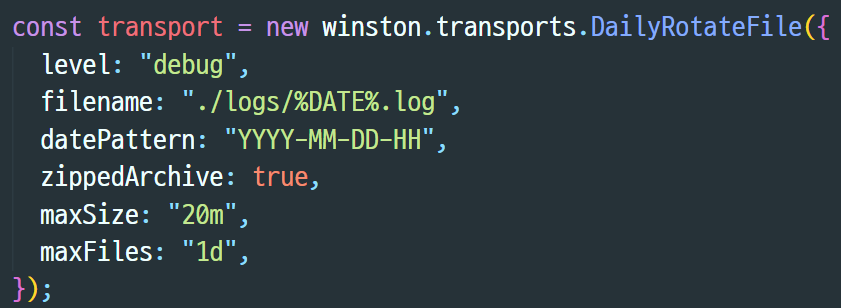 const transport = new winston.transports.DailyRotateFile({
  level: "debug",
  filename: "./logs/%DATE%.log",
  datePattern: "YYYY-MM-DD-HH",
  zippedArchive: true,
  maxSize: "20m",
  maxFiles: "1d",
});